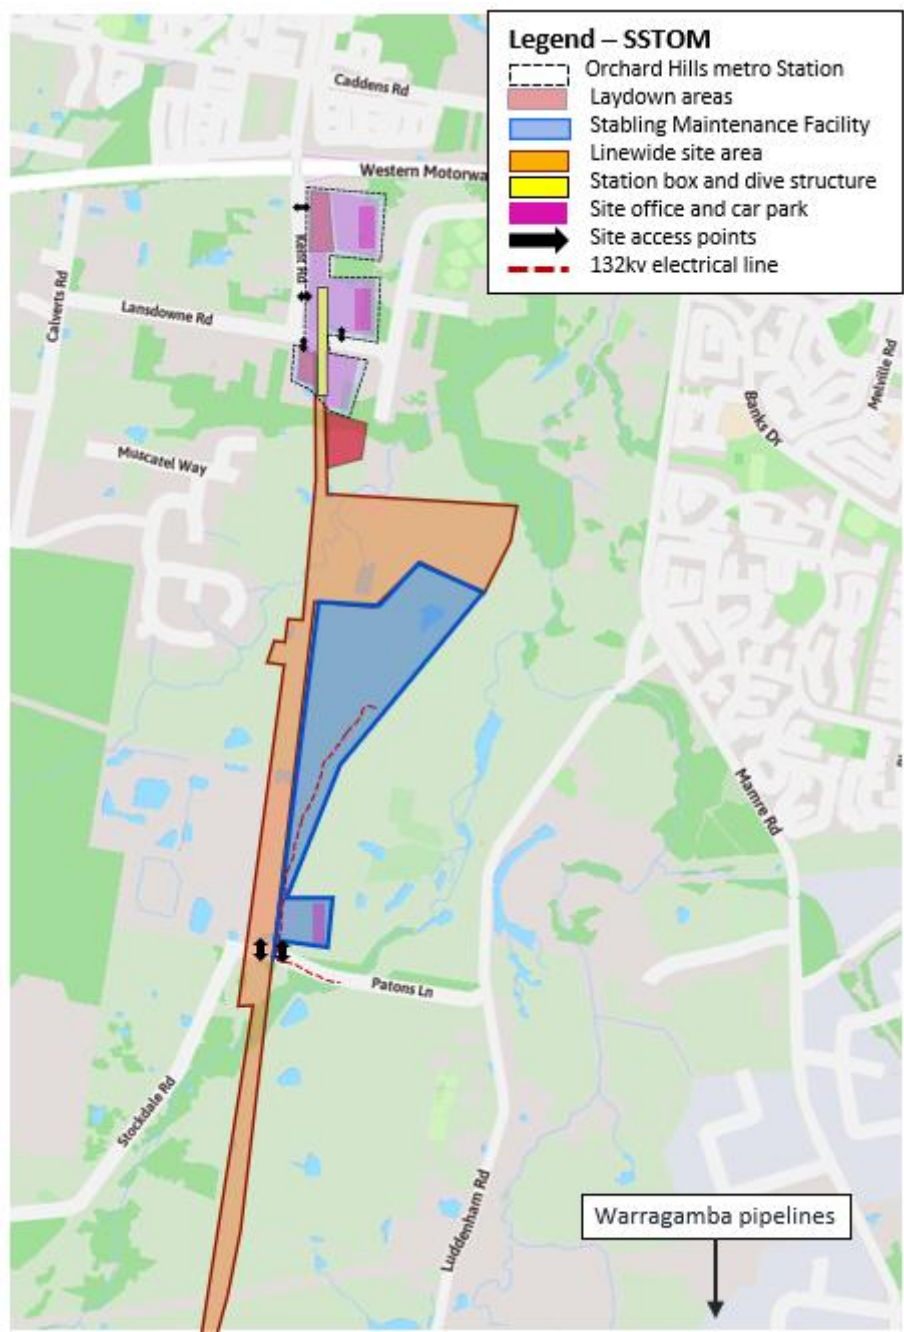 Legend – SSTOM
Orchard Hills metro Station
Laydown areas
Stabling Maintenance Facility
Linewide site area
Station box and dive structure
Site office and car park
Site access points
132kv electrical line
Caddens Rd
Western Motorwa
Kent Rd
Calverts Rd
Lansdowne Rd
Melville Rd
Banks Dr
Muscatel Way
Mamre Rd
Patons Ln
Stockdale Rd
Luddenham Rd
Warragamba pipelines